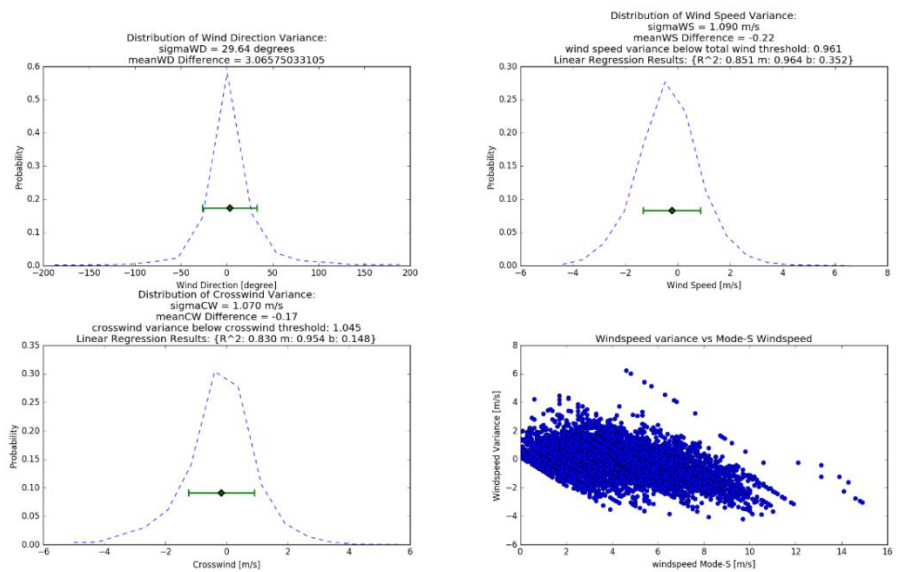 Distribution of Wind Direction Variance:
sigmaWD = 29.64 degrees
meanWD Difference = 3.06575033105
0.6
0.5
0.4
0.3
0.2
0.1
0.0
Probability
−200 −150 −100 −50 0 50 100 150 200
Wind Direction [degree]
Distribution of Wind Speed Variance:
sigmaWS = 1.090 m/s
meanWS Difference = -0.22
wind speed variance below total wind threshold: 0.961
Linear Regression Results: {R^2: 0.851 m: 0.964 b: 0.352}
0.30
0.25
0.20
0.15
0.10
0.05
0.00
Probability
−6 −4 −2 0 2 4 6 8
Wind Speed [m/s]
Distribution of Crosswind Variance:
sigmaCW = 1.070 m/s
meanCW Difference = -0.17
crosswind variance below crosswind threshold: 1.045
Linear Regression Results: {R^2: 0.830 m: 0.954 b: 0.148}
0.35
0.30
0.25
0.20
0.15
0.10
0.05
0.00
Probability
−6 −4 −2 0 2 4 6
Crosswind [m/s]
Windspeed variance vs Mode-S Windspeed
8
6
4
2
0
−2
−4
−6
Windspeed Variance [m/s]
0 2 4 6 8 10 12 14 16
windspeed Mode-S [m/s]